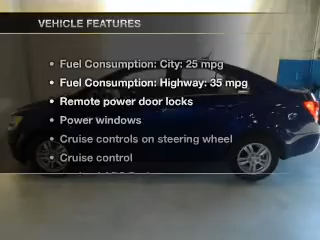 VEHICLE FEATURES
• Fuel Consumption: City: 25 mpg
• Fuel Consumption: Highway: 35 mpg
• Remote power door locks
• Power windows
• Cruise controls on steering wheel
• Cruise control